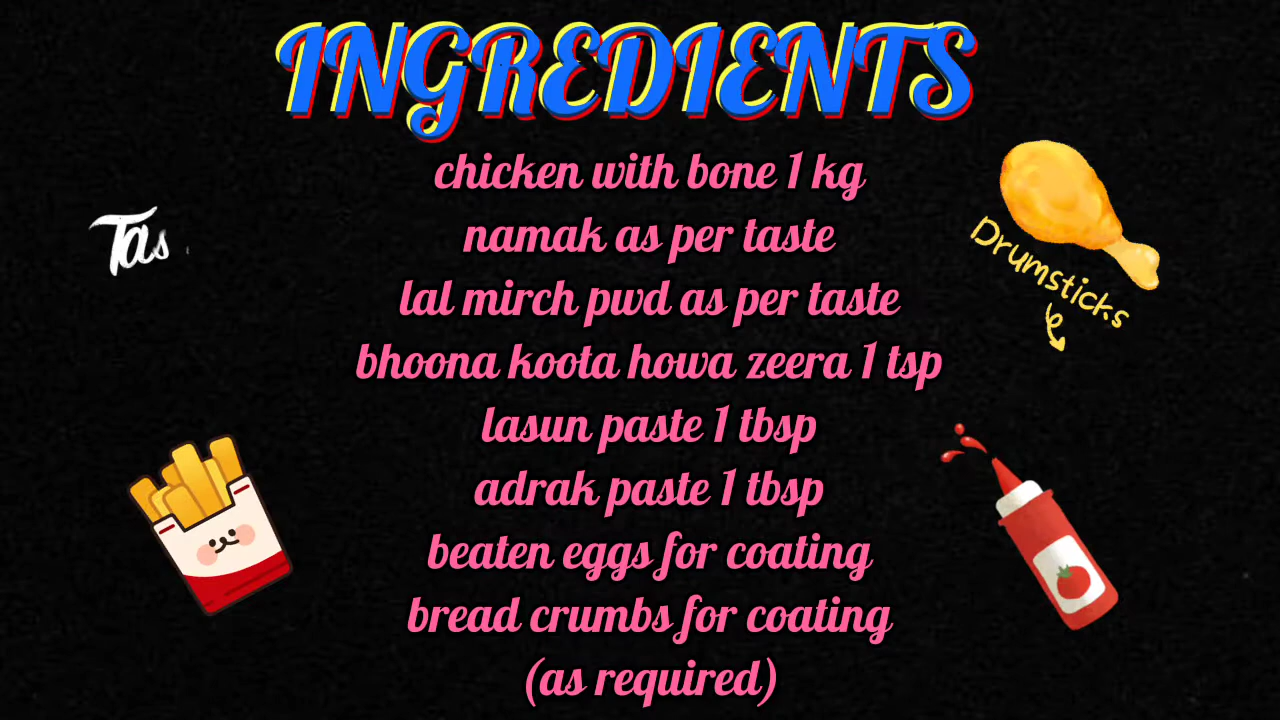 INGREDIENTS
chicken with bone 1 kg
namak as per taste
lal mirch pwd as per taste
bhoona koota howa zeera 1 tsp
lasun paste 1 tbsp
adrak paste 1 tbsp
beaten eggs for coating
bread crumbs for coating
(as required)
Tas
Drumsticks